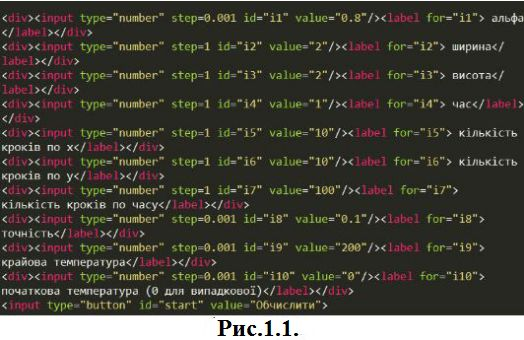 <div><input type="number" step=0.001 id="i1" value="0.8"/><label for="i1"> альфа
</label></div>
<div><input type="number" step=1 id="i2" value="2"/><label for="i2"> ширина</
label></div>
<div><input type="number" step=1 id="i3" value="2"/><label for="i3"> висота</
label></div>
<div><input type="number" step=1 id="i4" value="1"/><label for="i4"> час</label>
</div>
<div><input type="number" step=1 id="i5" value="10"/><label for="i5"> кількість
кроків по x</label></div>
<div><input type="number" step=1 id="i6" value="10"/><label for="i6"> кількість
кроків по y</label></div>
<div><input type="number" step=1 id="i7" value="100"/><label for="i7">
кількість кроків по часу</label></div>
<div><input type="number" step=0.001 id="i8" value="0.1"/><label for="i8">
точність</label></div>
<div><input type="number" step=0.001 id="i9" value="200"/><label for="i9">
крайова температура</label></div>
<div><input type="number" step=0.001 id="i10" value="0"/><label for="i10">
початкова температура (0 для випадкової)</label></div>
<input type="button" id="start" value="Обчислити">
Рис.1.1.